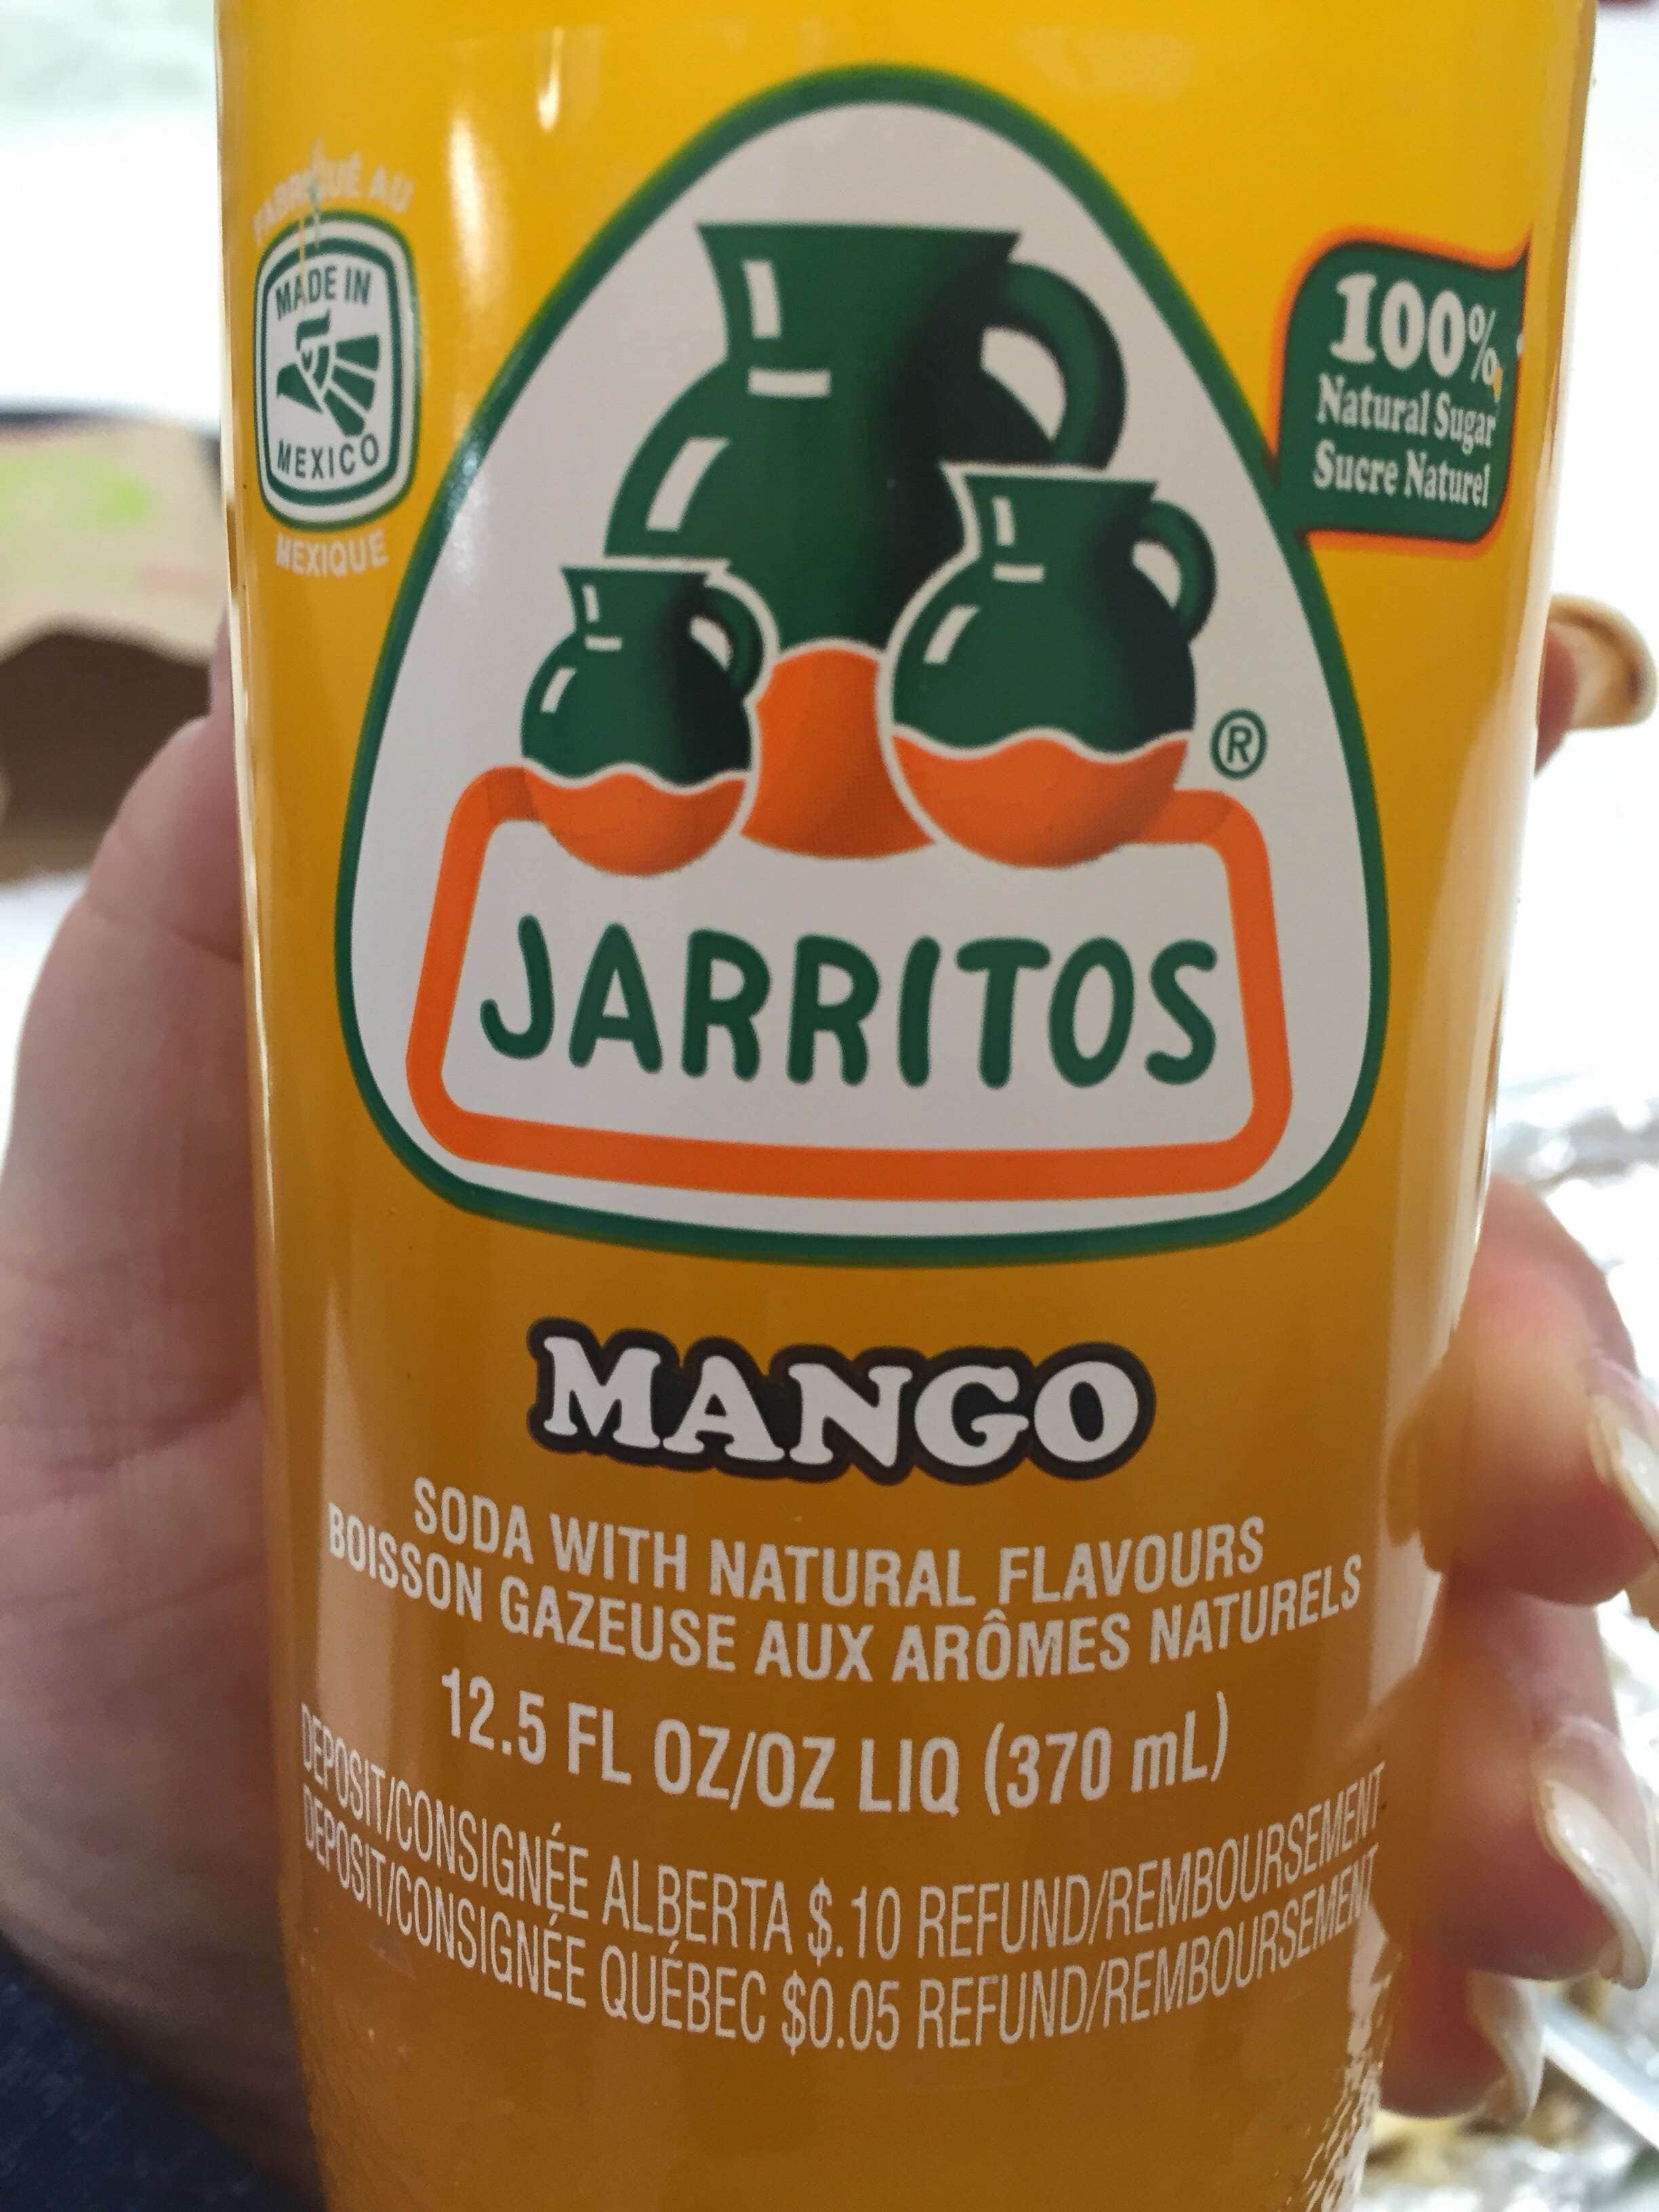 FABRIQUÉ AU
MADE IN
MEXICO
MEXIQUE
100%
Natural Sugar
Sucre Naturel
®
JARRITOS
MANGO
SODA WITH NATURAL FLAVOURS
BOISSON GAZEUSE AUX ARÔMES NATURELS
12.5 FL OZ/OZ LIQ (370 mL)
DEPOSIT/CONSIGNÉE ALBERTA $.10 REFUND/REMBOURSEMENT
DEPOSIT/CONSIGNÉE QUÉBEC $0.05 REFUND/REMBOURSEMENT